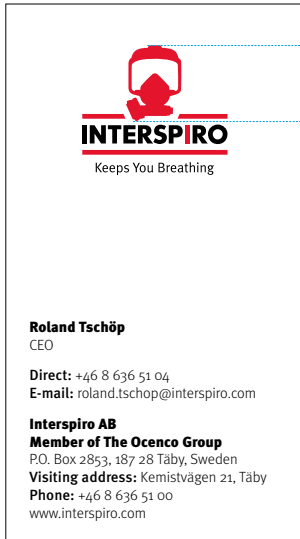 INTERSPIRO
Keeps You Breathing
Roland Tschöp
CEO
Direct: +46 8 636 51 04
E-mail: roland.tschop@interspiro.com
Interspiro AB
Member of The Ocenco Group
P.O. Box 2853, 187 28 Täby, Sweden
Visiting address: Kemistvägen 21, Täby
Phone: +46 8 636 51 00
www.interspiro.com